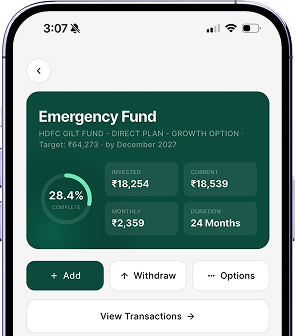 3:07
Emergency Fund
HDFC GILT FUND - DIRECT PLAN - GROWTH OPTION ·
Target: ₹64,273 · by December 2027
28.4%
COMPLETE
INVESTED
₹18,254
CURRENT
₹18,539
MONTHLY
₹2,359
DURATION
24 Months
+ Add
↑ Withdraw
··· Options
View Transactions →